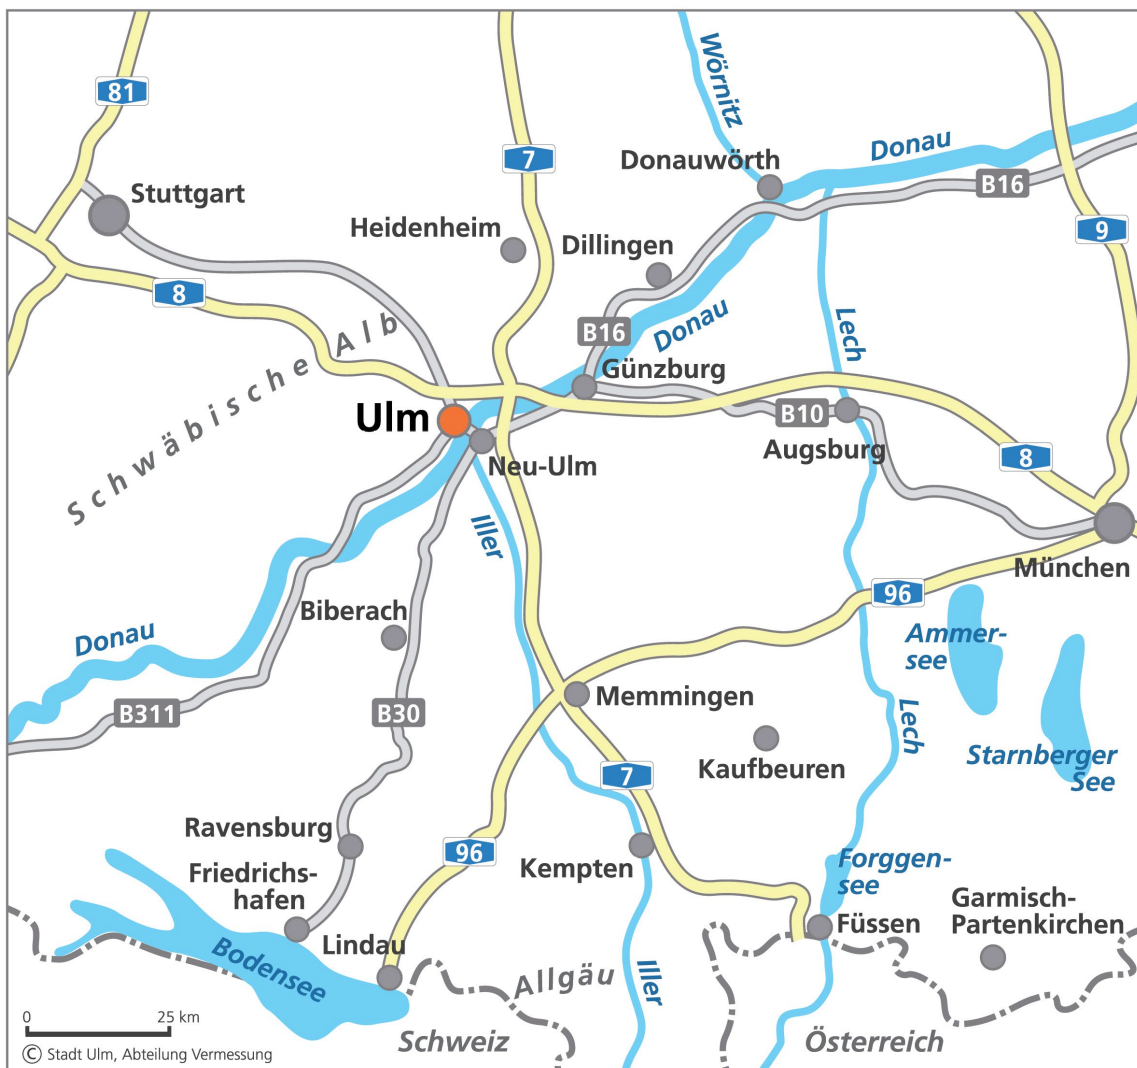 81
7
Wörnitz
Donauwörth
Donau
B16
Stuttgart
Heidenheim
Dillingen
9
8
Schwäbische Alb
B16
Donau
Lech
Günzburg
Ulm
B10
Augsburg
Neu-Ulm
8
Iller
München
96
Biberach
Donau
Ammer-
see
Memmingen
B311
B30
Lech
Kaufbeuren
Starnberger
See
7
Ravensburg
96
Kempten
Forggen-
see
Friedrichs-
hafen
Garmisch-
Partenkirchen
Füssen
Lindau
Bodensee
Allgäu
Iller
0
25 km
Schweiz
Österreich
© Stadt Ulm, Abteilung Vermessung